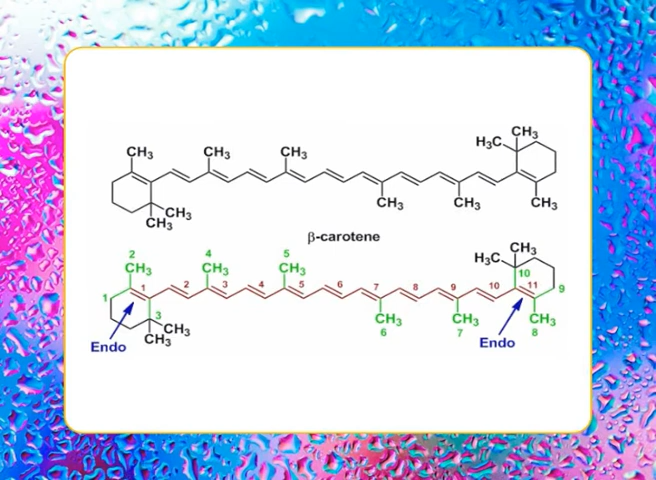 H₃C CH₃
CH₃ CH₃ CH₃
CH₃
CH₃
CH₃ CH₃ CH₃
β-carotene
2 4 5
CH₃ CH₃ CH₃
H₃C CH₃
10
1 1 2 3 4 5 6 7 8 9 10 11 9
3
CH₃
CH₃
CH₃ CH₃ CH₃
6 7 8
Endo Endo